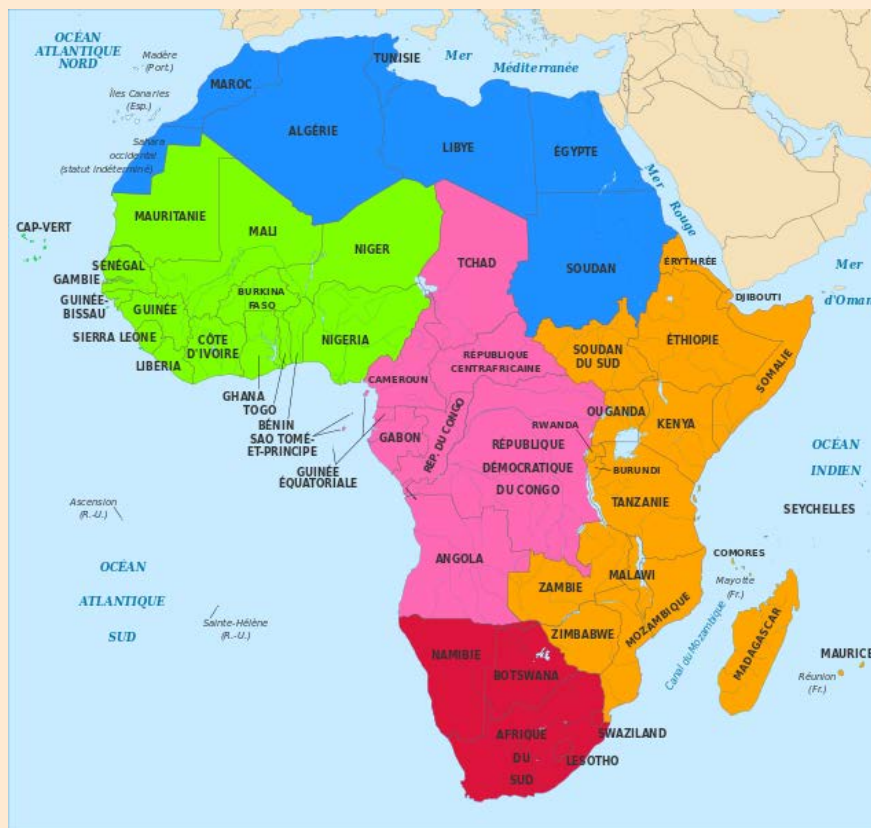 OCÉAN
ATLANTIQUE
NORD
Madère
(Port.)
TUNISIE
Mer
Méditerranée
MAROC
Îles Canaries
(Esp.)
ALGÉRIE
LIBYE
ÉGYPTE
Sahara
occidental
(statut indéterminé)
Mer
Rouge
MAURITANIE
MALI
NIGER
CAP-VERT
TCHAD
SOUDAN
ÉRYTHRÉE
Mer
d'Oman
SÉNÉGAL
GAMBIE
GUINÉE-
BISSAU
BURKINA
FASO
DJIBOUTI
GUINÉE
SIERRA LEONE
CÔTE
D'IVOIRE
NIGERIA
LIBERIA
RÉPUBLIQUE
CENTRAFRICAINE
SOUDAN
DU SUD
ÉTHIOPIE
SOMALIE
CAMEROUN
GHANA
TOGO
BÉNIN
SAO TOMÉ-
ET-PRINCIPE
GUINÉE
ÉQUATORIALE
GABON
RÉP. DU CONGO
RÉPUBLIQUE
DÉMOCRATIQUE
DU CONGO
RWANDA
OUGANDA
KENYA
BURUNDI
TANZANIE
OCÉAN
INDIEN
SEYCHELLES
Ascension
(R.-U.)
OCÉAN
ATLANTIQUE
SUD
ANGOLA
ZAMBIE
MALAWI
COMORES
Mayotte
(Fr.)
Sainte-Hélène
(R.-U.)
ZIMBABWE
MOZAMBIQUE
Canal du Mozambique
MADAGASCAR
MAURICE
Réunion
(Fr.)
NAMIBIE
BOTSWANA
AFRIQUE
DU
SUD
SWAZILAND
LESOTHO